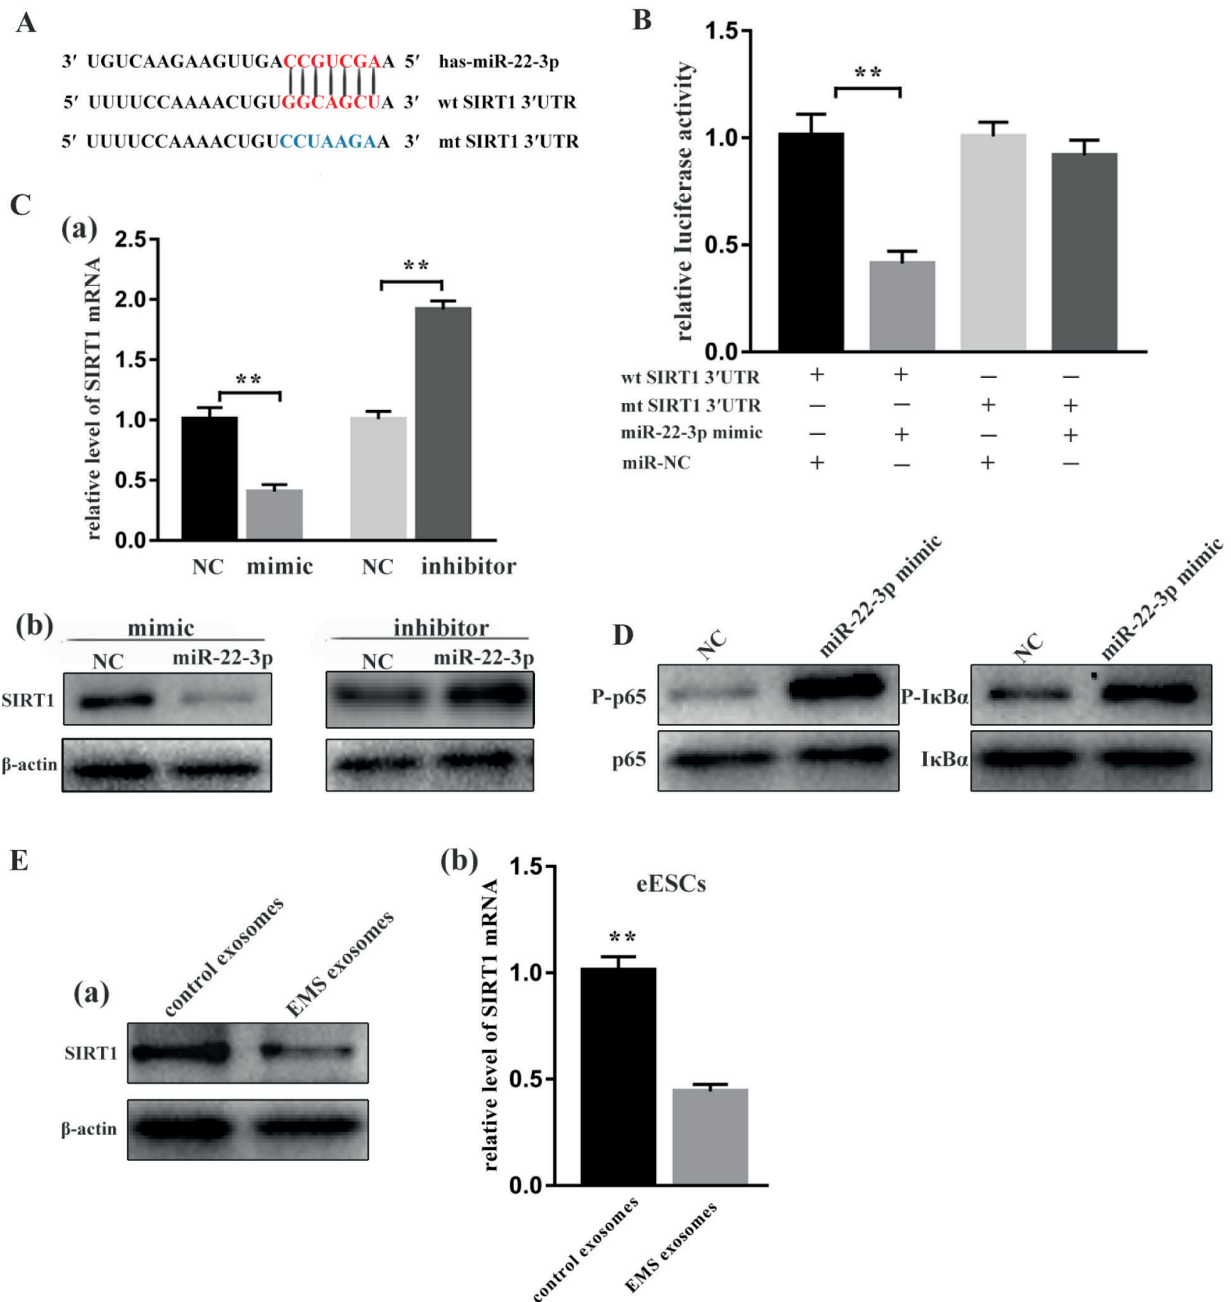 A
3′ UGUCAAGAAGUUGACCGUCGAA 5′ has-miR-22-3p
5′ UUUUCCAAAACUGUGGCAGCUA 3′ wt SIRT1 3′UTR
5′ UUUUCCAAAACUGUCCUAAGAA 3′ mt SIRT1 3′UTR
B
relative luciferase activity
1.5
1.0
0.5
0.0
**
wt SIRT1 3′UTR + + — —
mt SIRT1 3′UTR — — + +
miR-22-3p mimic — + — +
miR-NC + — + —
C
(a)
relative level of SIRT1 mRNA
2.5
2.0
1.5
1.0
0.5
0.0
**
**
NC mimic NC inhibitor
(b)
mimic inhibitor
NC miR-22-3p NC miR-22-3p
SIRT1
β-actin
D
NC miR-22-3p mimic NC miR-22-3p mimic
P-p65 P-IκBα
p65 IκBα
E
(a)
control exosomes EMS exosomes
SIRT1
β-actin
(b)
relative level of SIRT1 mRNA
1.5
1.0
0.5
0.0
eESCs
**
control exosomes EMS exosomes